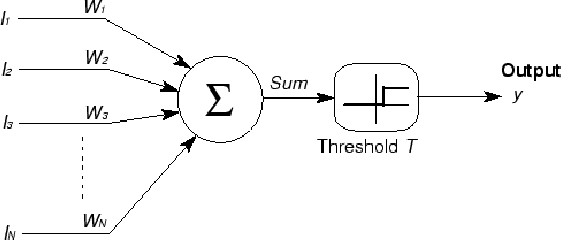 I1 W1
I2 W2
I3 W3
IN WN
Σ
Sum
Threshold T
Output
y